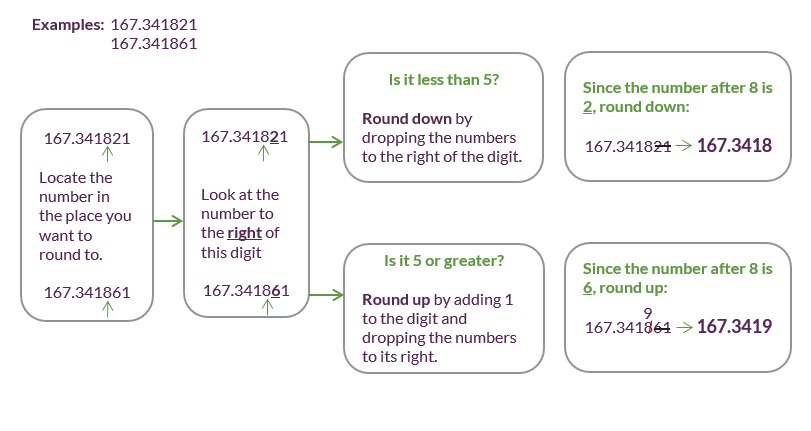 Examples: 167.341821
167.341861
167.341821
Locate the
number in
the place you
want to
round to.
167.341861
167.341821
Look at the
number to
the right of
this digit
167.341861
Is it less than 5?
Round down by
dropping the numbers
to the right of the digit.
Since the number after 8 is
2, round down:
167.341821 → 167.3418
Is it 5 or greater?
Round up by adding 1
to the digit and
dropping the numbers
to its right.
Since the number after 8 is
6, round up:
9
167.341861 → 167.3419